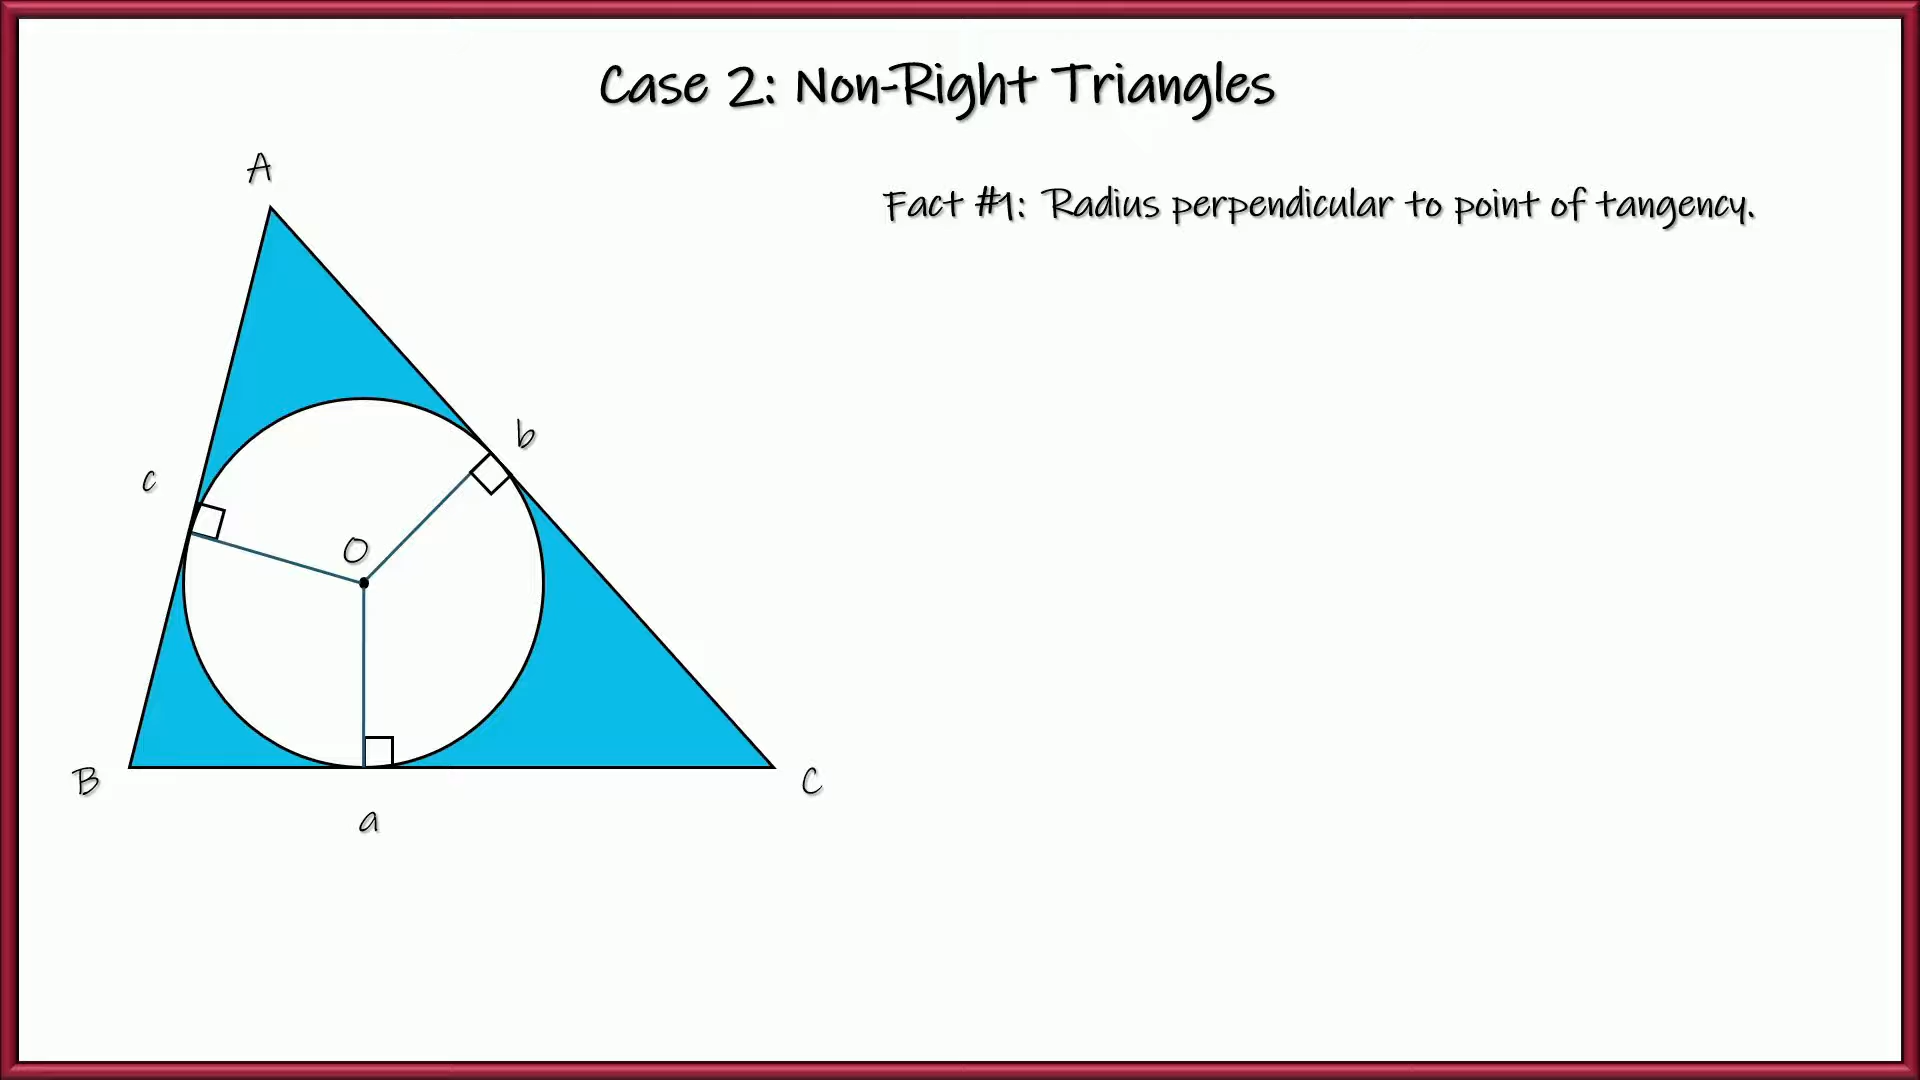 Case 2: Non-Right Triangles
A
Fact #1: Radius perpendicular to point of tangency.
b
c
O
B
C
a